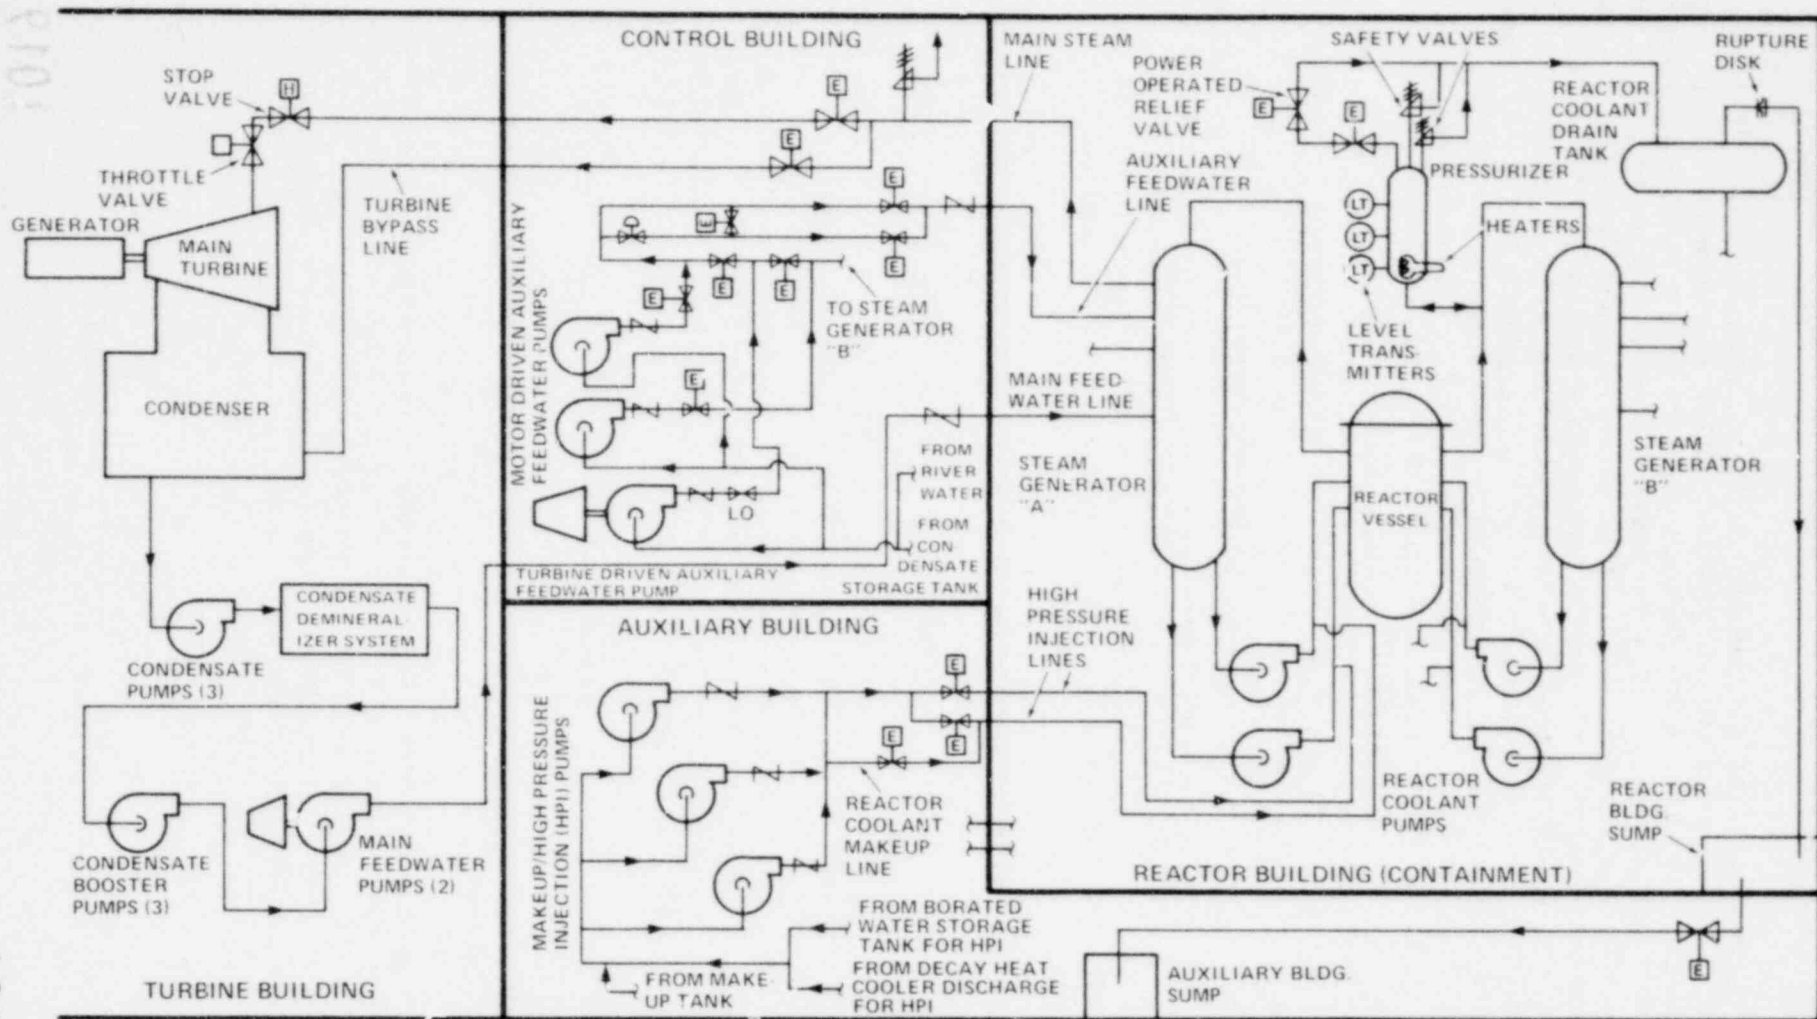 CONTROL BUILDING
MAIN STEAM
LINE
POWER
OPERATED
RELIEF
VALVE
SAFETY VALVES
RUPTURE
DISK
REACTOR
COOLANT
DRAIN
TANK
STOP
VALVE
H
E
E
E
E
THROTTLE
VALVE
TURBINE
BYPASS
LINE
AUXILIARY
FEEDWATER
LINE
PRESSURIZER
GENERATOR
MAIN
TURBINE
E
E
E
E
E
E
E
LT
LT
LT
HEATERS
MOTOR DRIVEN AUXILIARY
FEEDWATER PUMPS
TO STEAM
GENERATOR
"B"
LEVEL
TRANS-
MITTERS
CONDENSER
E
MAIN FEED-
WATER LINE
FROM
RIVER
WATER
STEAM
GENERATOR
"A"
REACTOR
VESSEL
STEAM
GENERATOR
"B"
LO
FROM
CON-
DENSATE
STORAGE TANK
TURBINE DRIVEN AUXILIARY
FEEDWATER PUMP
CONDENSATE
DEMINERAL-
IZER SYSTEM
CONDENSATE
PUMPS (3)
AUXILIARY BUILDING
HIGH
PRESSURE
INJECTION
LINES
E
E
E
MAKEUP/HIGH PRESSURE
INJECTION (HPI) PUMPS
REACTOR
COOLANT
MAKEUP
LINE
REACTOR
COOLANT
PUMPS
REACTOR
BLDG.
SUMP
CONDENSATE
BOOSTER
PUMPS (3)
MAIN
FEEDWATER
PUMPS (2)
REACTOR BUILDING (CONTAINMENT)
FROM BORATED
WATER STORAGE
TANK FOR HPI
FROM MAKE-
UP TANK
FROM DECAY HEAT
COOLER DISCHARGE
FOR HPI
AUXILIARY BLDG.
SUMP
E
TURBINE BUILDING